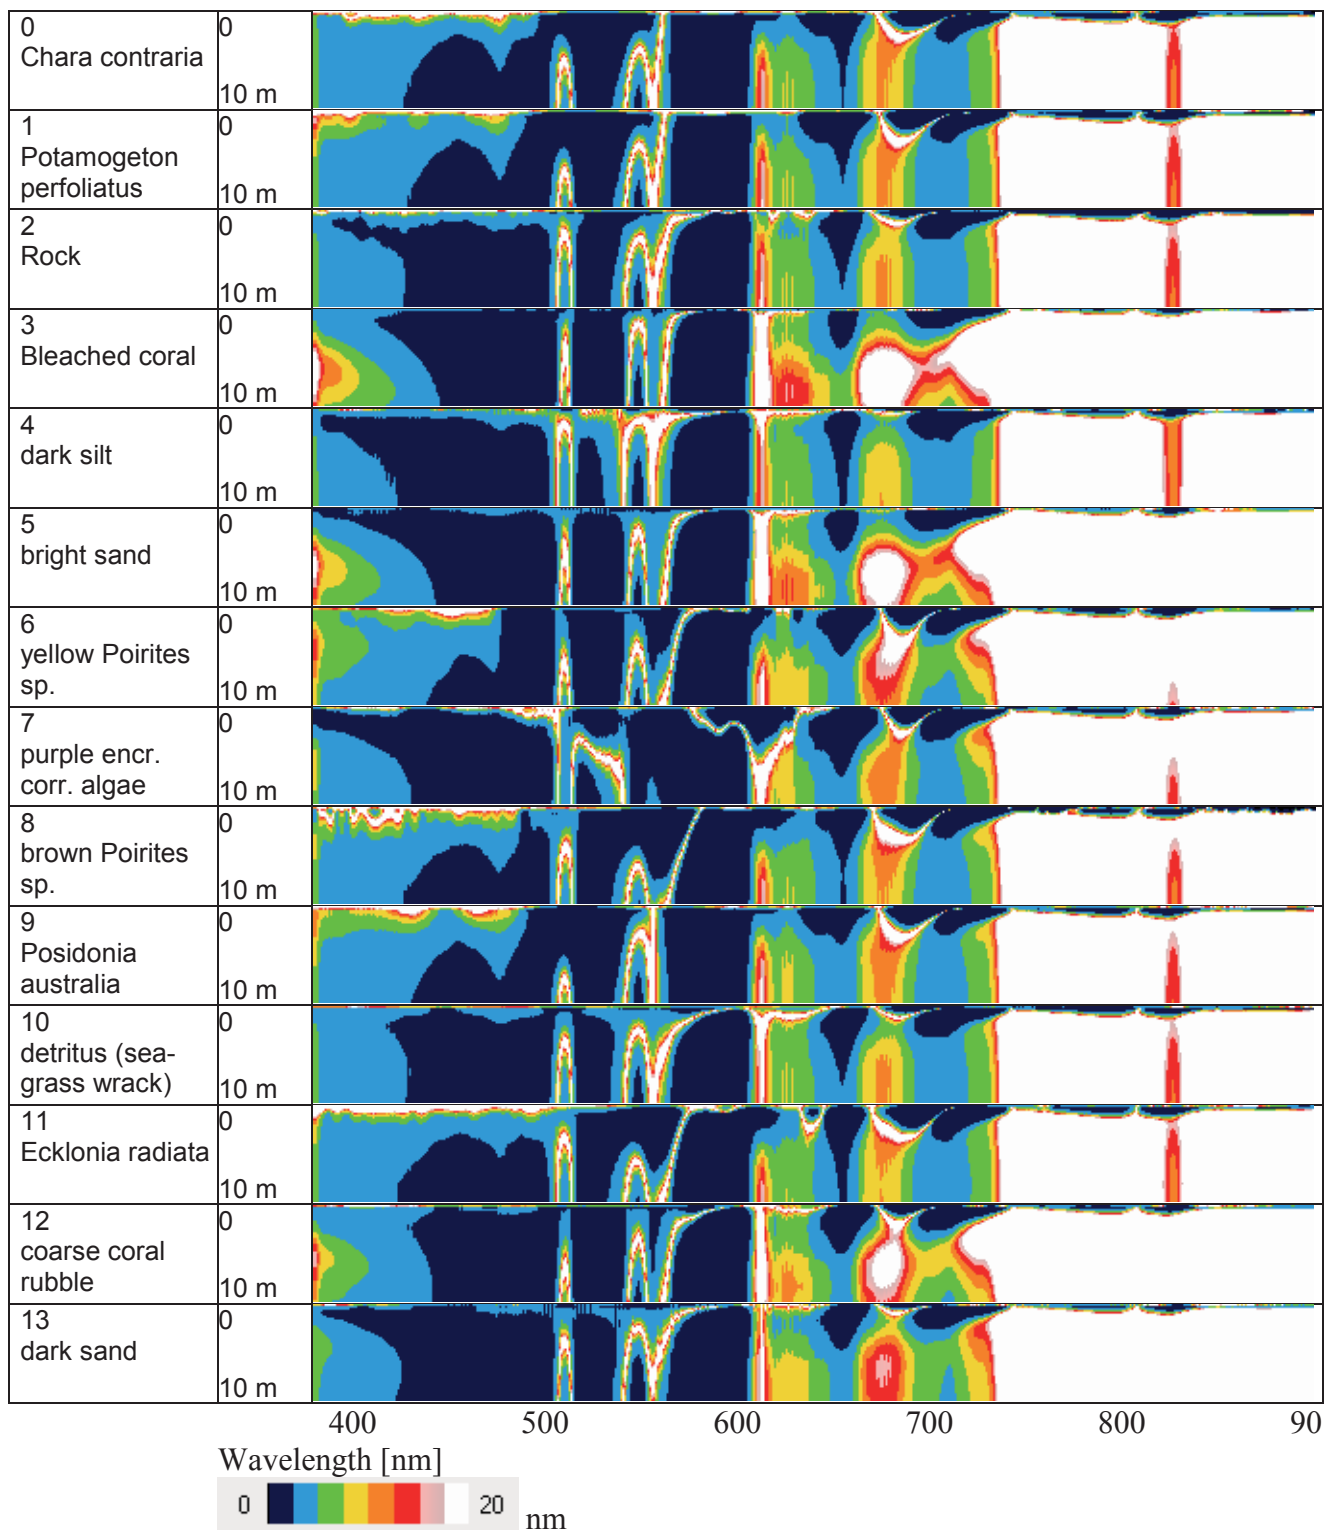 0
Chara contraria
0
10 m
1
Potamogeton
perfoliatus
0
10 m
2
Rock
0
10 m
3
Bleached coral
0
10 m
4
dark silt
0
10 m
5
bright sand
0
10 m
6
yellow Poirites
sp.
0
10 m
7
purple encr.
corr. algae
0
10 m
8
brown Poirites
sp.
0
10 m
9
Posidonia
australia
0
10 m
10
detritus (sea-
grass wrack)
0
10 m
11
Ecklonia radiata
0
10 m
12
coarse coral
rubble
0
10 m
13
dark sand
0
10 m
400 500 600 700 800 90
Wavelength [nm]
0 20 nm